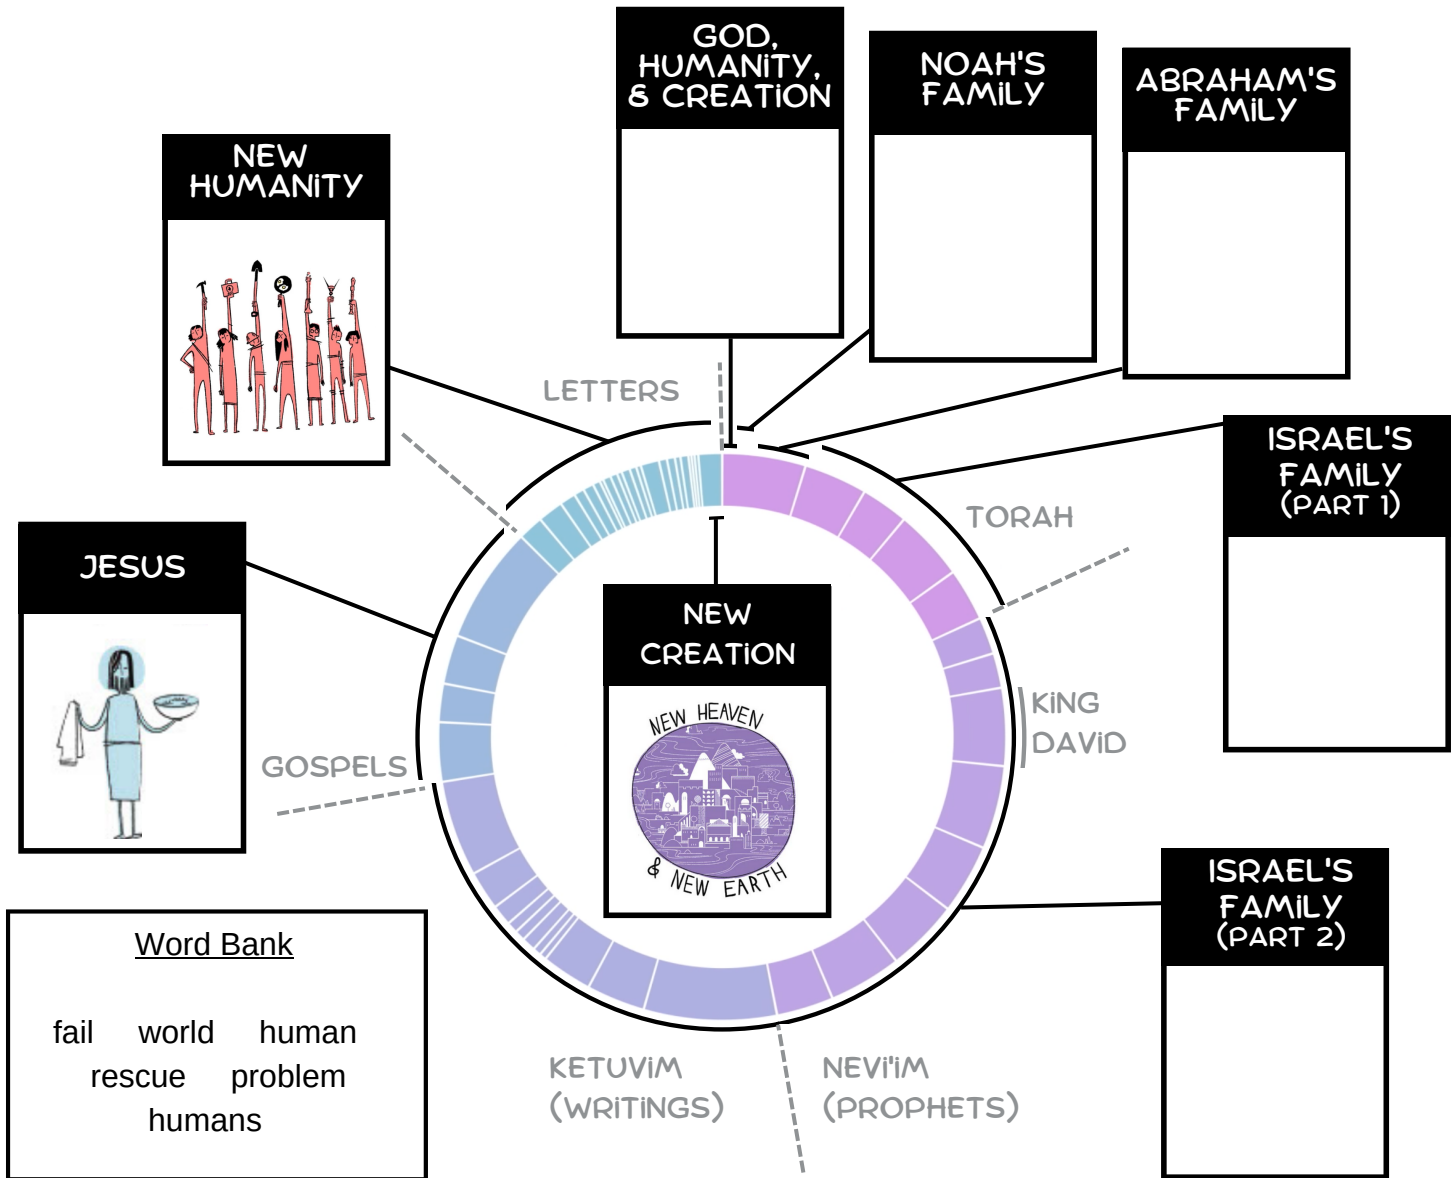 GOD,
HUMANITY,
& CREATION
NOAH'S
FAMILY
ABRAHAM'S
FAMILY
NEW
HUMANITY
LETTERS
ISRAEL'S
FAMILY
(PART 1)
TORAH
JESUS
NEW
CREATION
NEW HEAVEN
& NEW EARTH
KING
DAVID
GOSPELS
ISRAEL'S
FAMILY
(PART 2)
Word Bank
fail world human
rescue problem
humans
KETUVIM
(WRITINGS)
NEVI'IM
(PROPHETS)